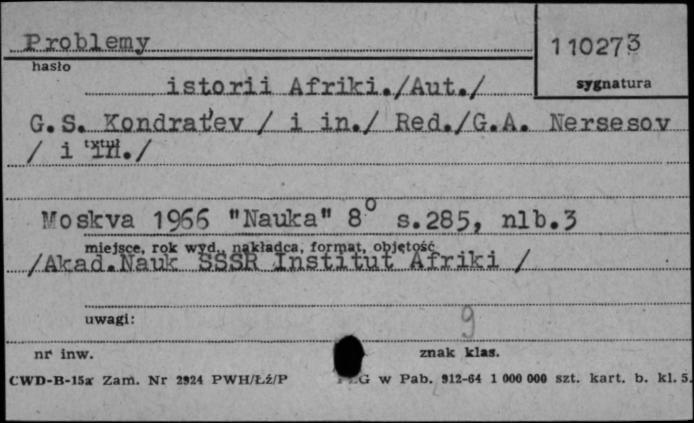 Problemy
110273
hasło
sygnatura
istorii Afriki./Aut./
G.S. Kondrat'ev / i in./ Red./G.A. Nersesov
tytuł
/ i in./
Moskva 1966 "Nauka" 8° s.285, nlb.3
miejsce, rok wyd., nakładca, format, objętość
/Akad.Nauk SSSR Institut Afriki /
uwagi:
9
nr inw.
znak klas.
CWD-B-15a Zam. Nr 2924 PWH/Łź/P
G w Pab. 912-64 1 000 000 szt. kart. b. kl. 5.